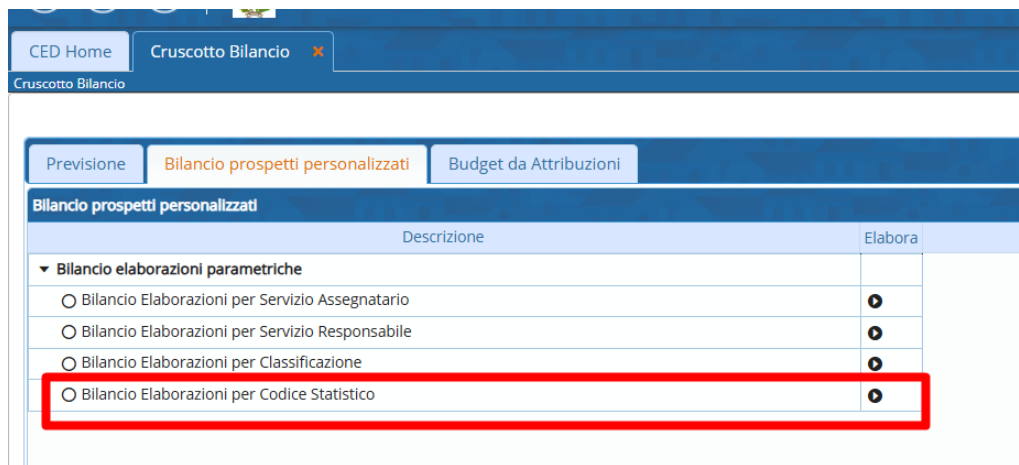 CED Home Cruscotto Bilancio
Cruscotto Bilancio
Previsione Bilancio prospetti personalizzati Budget da Attribuzioni
Bilancio prospetti personalizzati
Descrizione Elabora
Bilancio elaborazioni parametriche
Bilancio Elaborazioni per Servizio Assegnatario
Bilancio Elaborazioni per Servizio Responsabile
Bilancio Elaborazioni per Classificazione
Bilancio Elaborazioni per Codice Statistico